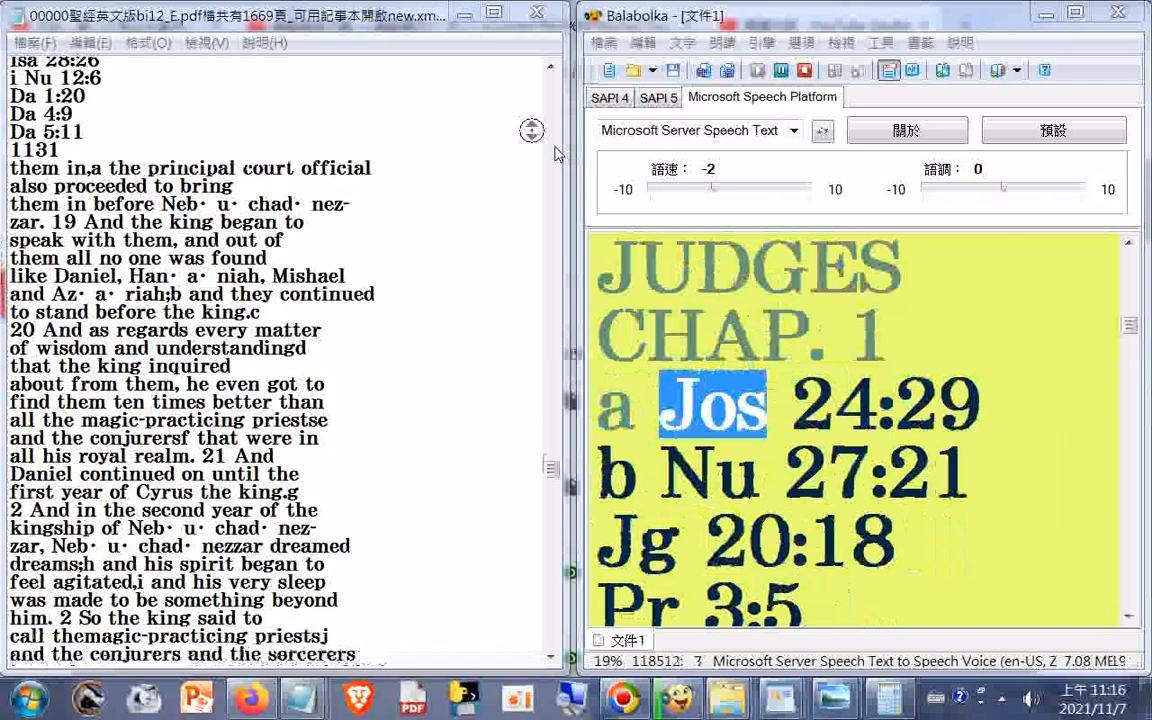 00000聖經英文版bi12_E.pdf檔共有1669頁_可用記事本開啟new.xm...
檔案(F) 編輯(E) 格式(O) 檢視(V) 說明(H)
Isa 28:26
i Nu 12:6
Da 1:20
Da 4:9
Da 5:11
1131
them in,a the principal court official
also proceeded to bring
them in before Neb· u· chad· nez-
zar. 19 And the king began to
speak with them, and out of
them all no one was found
like Daniel, Han· a· niah, Mishael
and Az· a· riah;b and they continued
to stand before the king.c
20 And as regards every matter
of wisdom and understandingd
that the king inquired
about from them, he even got to
find them ten times better than
all the magic-practicing priestse
and the conjurersf that were in
all his royal realm. 21 And
Daniel continued on until the
first year of Cyrus the king.g
2 And in the second year of the
kingship of Neb· u· chad· nez-
zar, Neb· u· chad· nezzar dreamed
dreams;h and his spirit began to
feel agitated,i and his very sleep
was made to be something beyond
him. 2 So the king said to
call themagic-practicing priestsj
and the conjurers and the sorcerers
Balabolka - [文件1]
檔案 編輯 文字 朗讀 引擎 選項 檢視 工具 書籤 說明
SAPI 4 SAPI 5 Microsoft Speech Platform
Microsoft Server Speech Text 關於 預設
語速： -2 語調： 0
-10 10 -10 10
JUDGES
CHAP. 1
a Jos 24:29
b Nu 27:21
Jg 20:18
Pr 3:5
文件1
19% 118512: 7 Microsoft Server Speech Text to Speech Voice (en-US, Z 7.08 MEL9
PDF
上午 11:16
2021/11/7